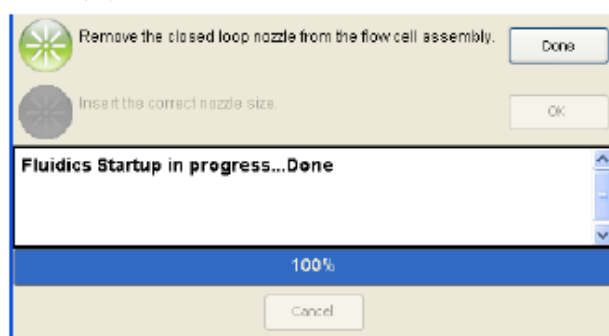 Remove the closed loop nozzle from the flow cell assembly.
Done
Insert the correct nozzle size.
OK
Fluidics Startup in progress...Done
100%
Cancel